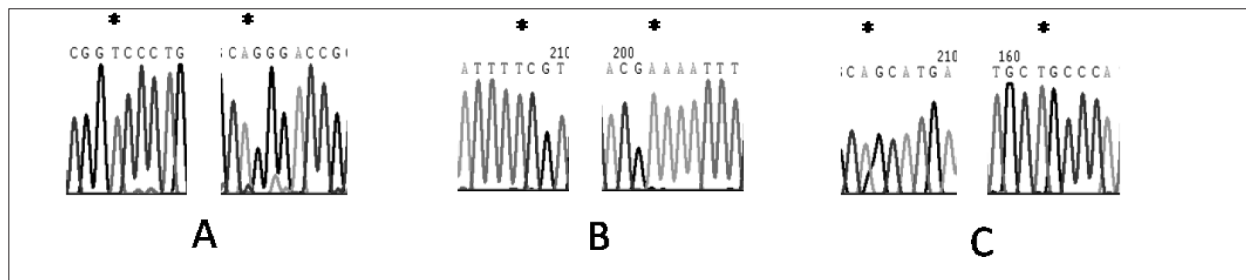 * * * * * *
210 200 210 160
CGGTCCCTG CAGGGACCG ATTTTCGT ACGAAAATTT CAGCATGA TGCTGCCCA
A B C